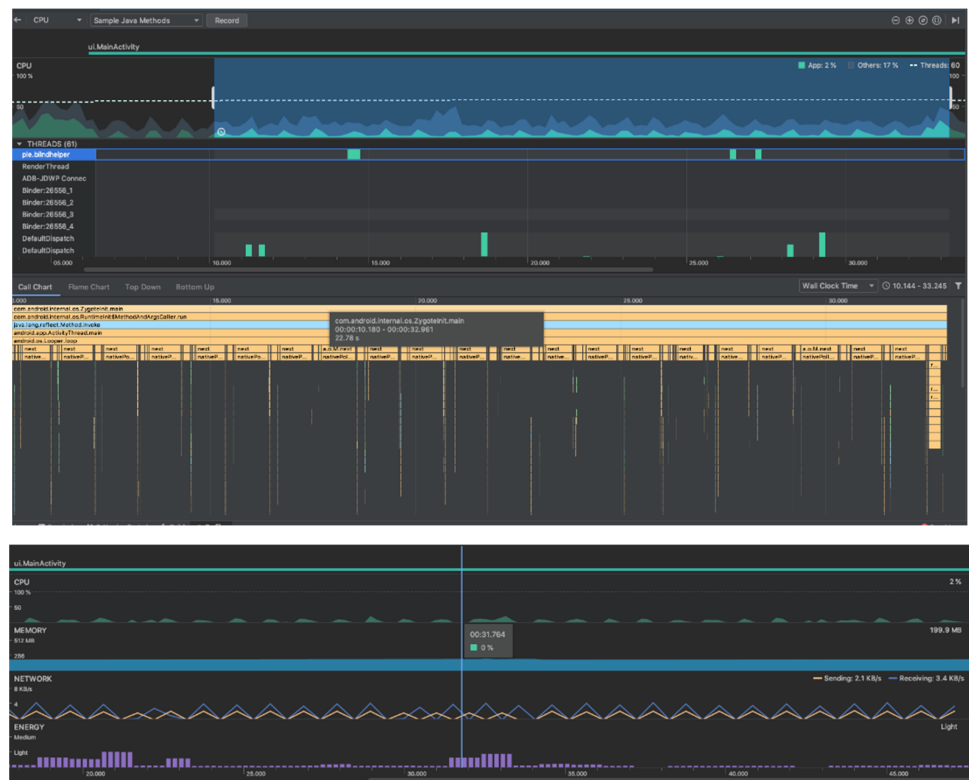 CPU Sample Java Methods Record
ui.MainActivity
CPU App: 2 % Others: 17 % Threads: 60
100 % 100
50 50
THREADS (61)
pie.blindhelper
RenderThread
ADB-JDWP Connec
Binder:26556_1
Binder:26556_2
Binder:26556_3
Binder:26556_4
DefaultDispatch
DefaultDispatch
05.000 10.000 15.000 20.000 25.000 30.000
Call Chart Flame Chart Top Down Bottom Up Wall Clock Time 10.144 - 33.245
0.000 15.000 20.000 25.000 30.000
com.android.internal.os.ZygoteInit.main
com.android.internal.os.RuntimeInit$MethodAndArgsCaller.run
java.lang.reflect.Method.invoke
android.app.ActivityThread.main
android.os.Looper.loop
com.android.internal.os.ZygoteInit.main
00:00:10.180 - 00:00:32.961
22.78 s
ui.MainActivity
CPU 2 %
100 %
50
MEMORY 199.9 MB
512 MB
256
00:31.764
0 %
NETWORK Sending: 2.1 KB/s Receiving: 3.4 KB/s
8 KB/s
4
ENERGY Light
Medium
Light
20.000 25.000 30.000 35.000 40.000 45.000